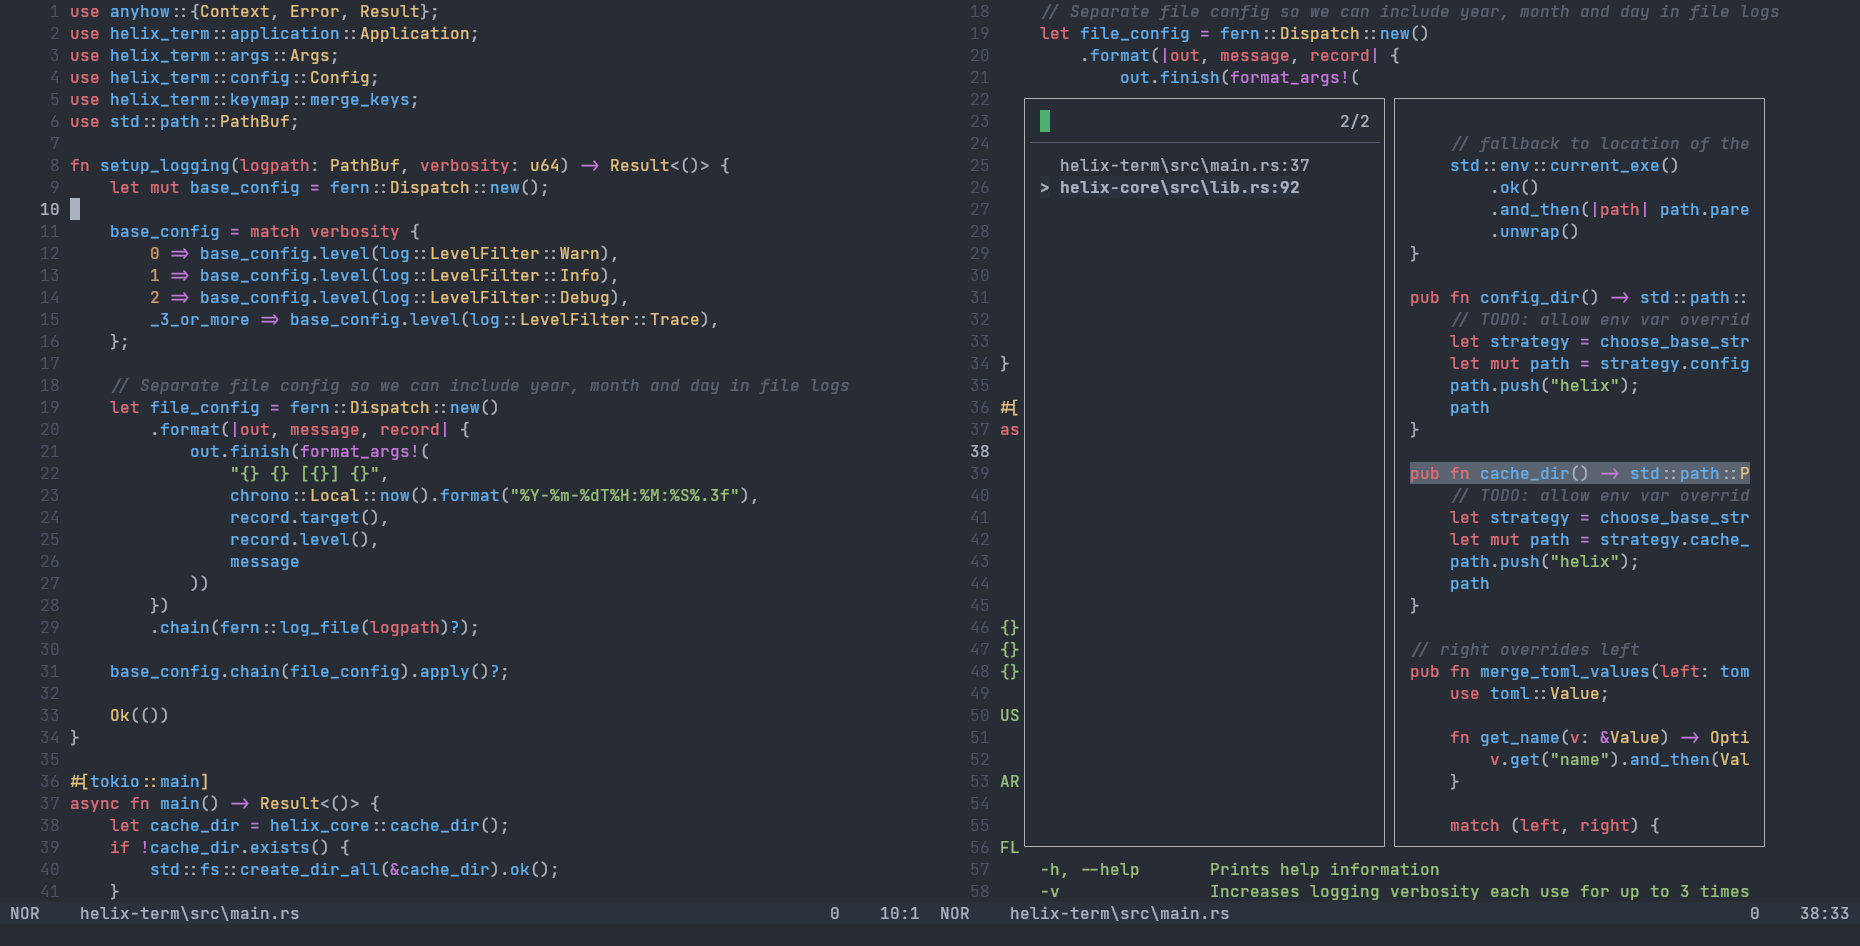 1 use anyhow::{Context, Error, Result};
2 use helix_term::application::Application;
3 use helix_term::args::Args;
4 use helix_term::config::Config;
5 use helix_term::keymap::merge_keys;
6 use std::path::PathBuf;
7
8 fn setup_logging(logpath: PathBuf, verbosity: u64) -> Result<()> {
9     let mut base_config = fern::Dispatch::new();
10
11     base_config = match verbosity {
12         0 => base_config.level(log::LevelFilter::Warn),
13         1 => base_config.level(log::LevelFilter::Info),
14         2 => base_config.level(log::LevelFilter::Debug),
15         _3_or_more => base_config.level(log::LevelFilter::Trace),
16     };
17
18     // Separate file config so we can include year, month and day in file logs
19     let file_config = fern::Dispatch::new()
20         .format(|out, message, record| {
21             out.finish(format_args!(
22                 "{} {} [{}] {}",
23                 chrono::Local::now().format("%Y-%m-%dT%H:%M:%S%.3f"),
24                 record.target(),
25                 record.level(),
26                 message
27             ))
28         })
29         .chain(fern::log_file(logpath)?);
30
31     base_config.chain(file_config).apply()?;
32
33     Ok(())
34 }
35
36 #[tokio::main]
37 async fn main() -> Result<()> {
38     let cache_dir = helix_core::cache_dir();
39     if !cache_dir.exists() {
40         std::fs::create_dir_all(&cache_dir).ok();
41     }
NOR helix-term\src\main.rs 0 10:1
18     // Separate file config so we can include year, month and day in file logs
19     let file_config = fern::Dispatch::new()
20         .format(|out, message, record| {
21             out.finish(format_args!(
22
23
24
25
26
27
28
29
30
31
32
33
34 }
35
36 #[
37 as
38
39
40
41
42
43
44
45
46 {}
47 {}
48 {}
49
50 US
51
52
53 AR
54
55
56 FL
57     -h, --help       Prints help information
58     -v               Increases logging verbosity each use for up to 3 times
NOR helix-term\src\main.rs 0 38:33
2/2
helix-term\src\main.rs:37
> helix-core\src\lib.rs:92
// fallback to location of the
std::env::current_exe()
.ok()
.and_then(|path| path.pare
.unwrap()
}
pub fn config_dir() -> std::path::
// TODO: allow env var overrid
let strategy = choose_base_str
let mut path = strategy.config
path.push("helix");
path
}
pub fn cache_dir() -> std::path::P
// TODO: allow env var overrid
let strategy = choose_base_str
let mut path = strategy.cache_
path.push("helix");
path
}
// right overrides left
pub fn merge_toml_values(left: tom
use toml::Value;
fn get_name(v: &Value) -> Opti
v.get("name").and_then(Val
}
match (left, right) {